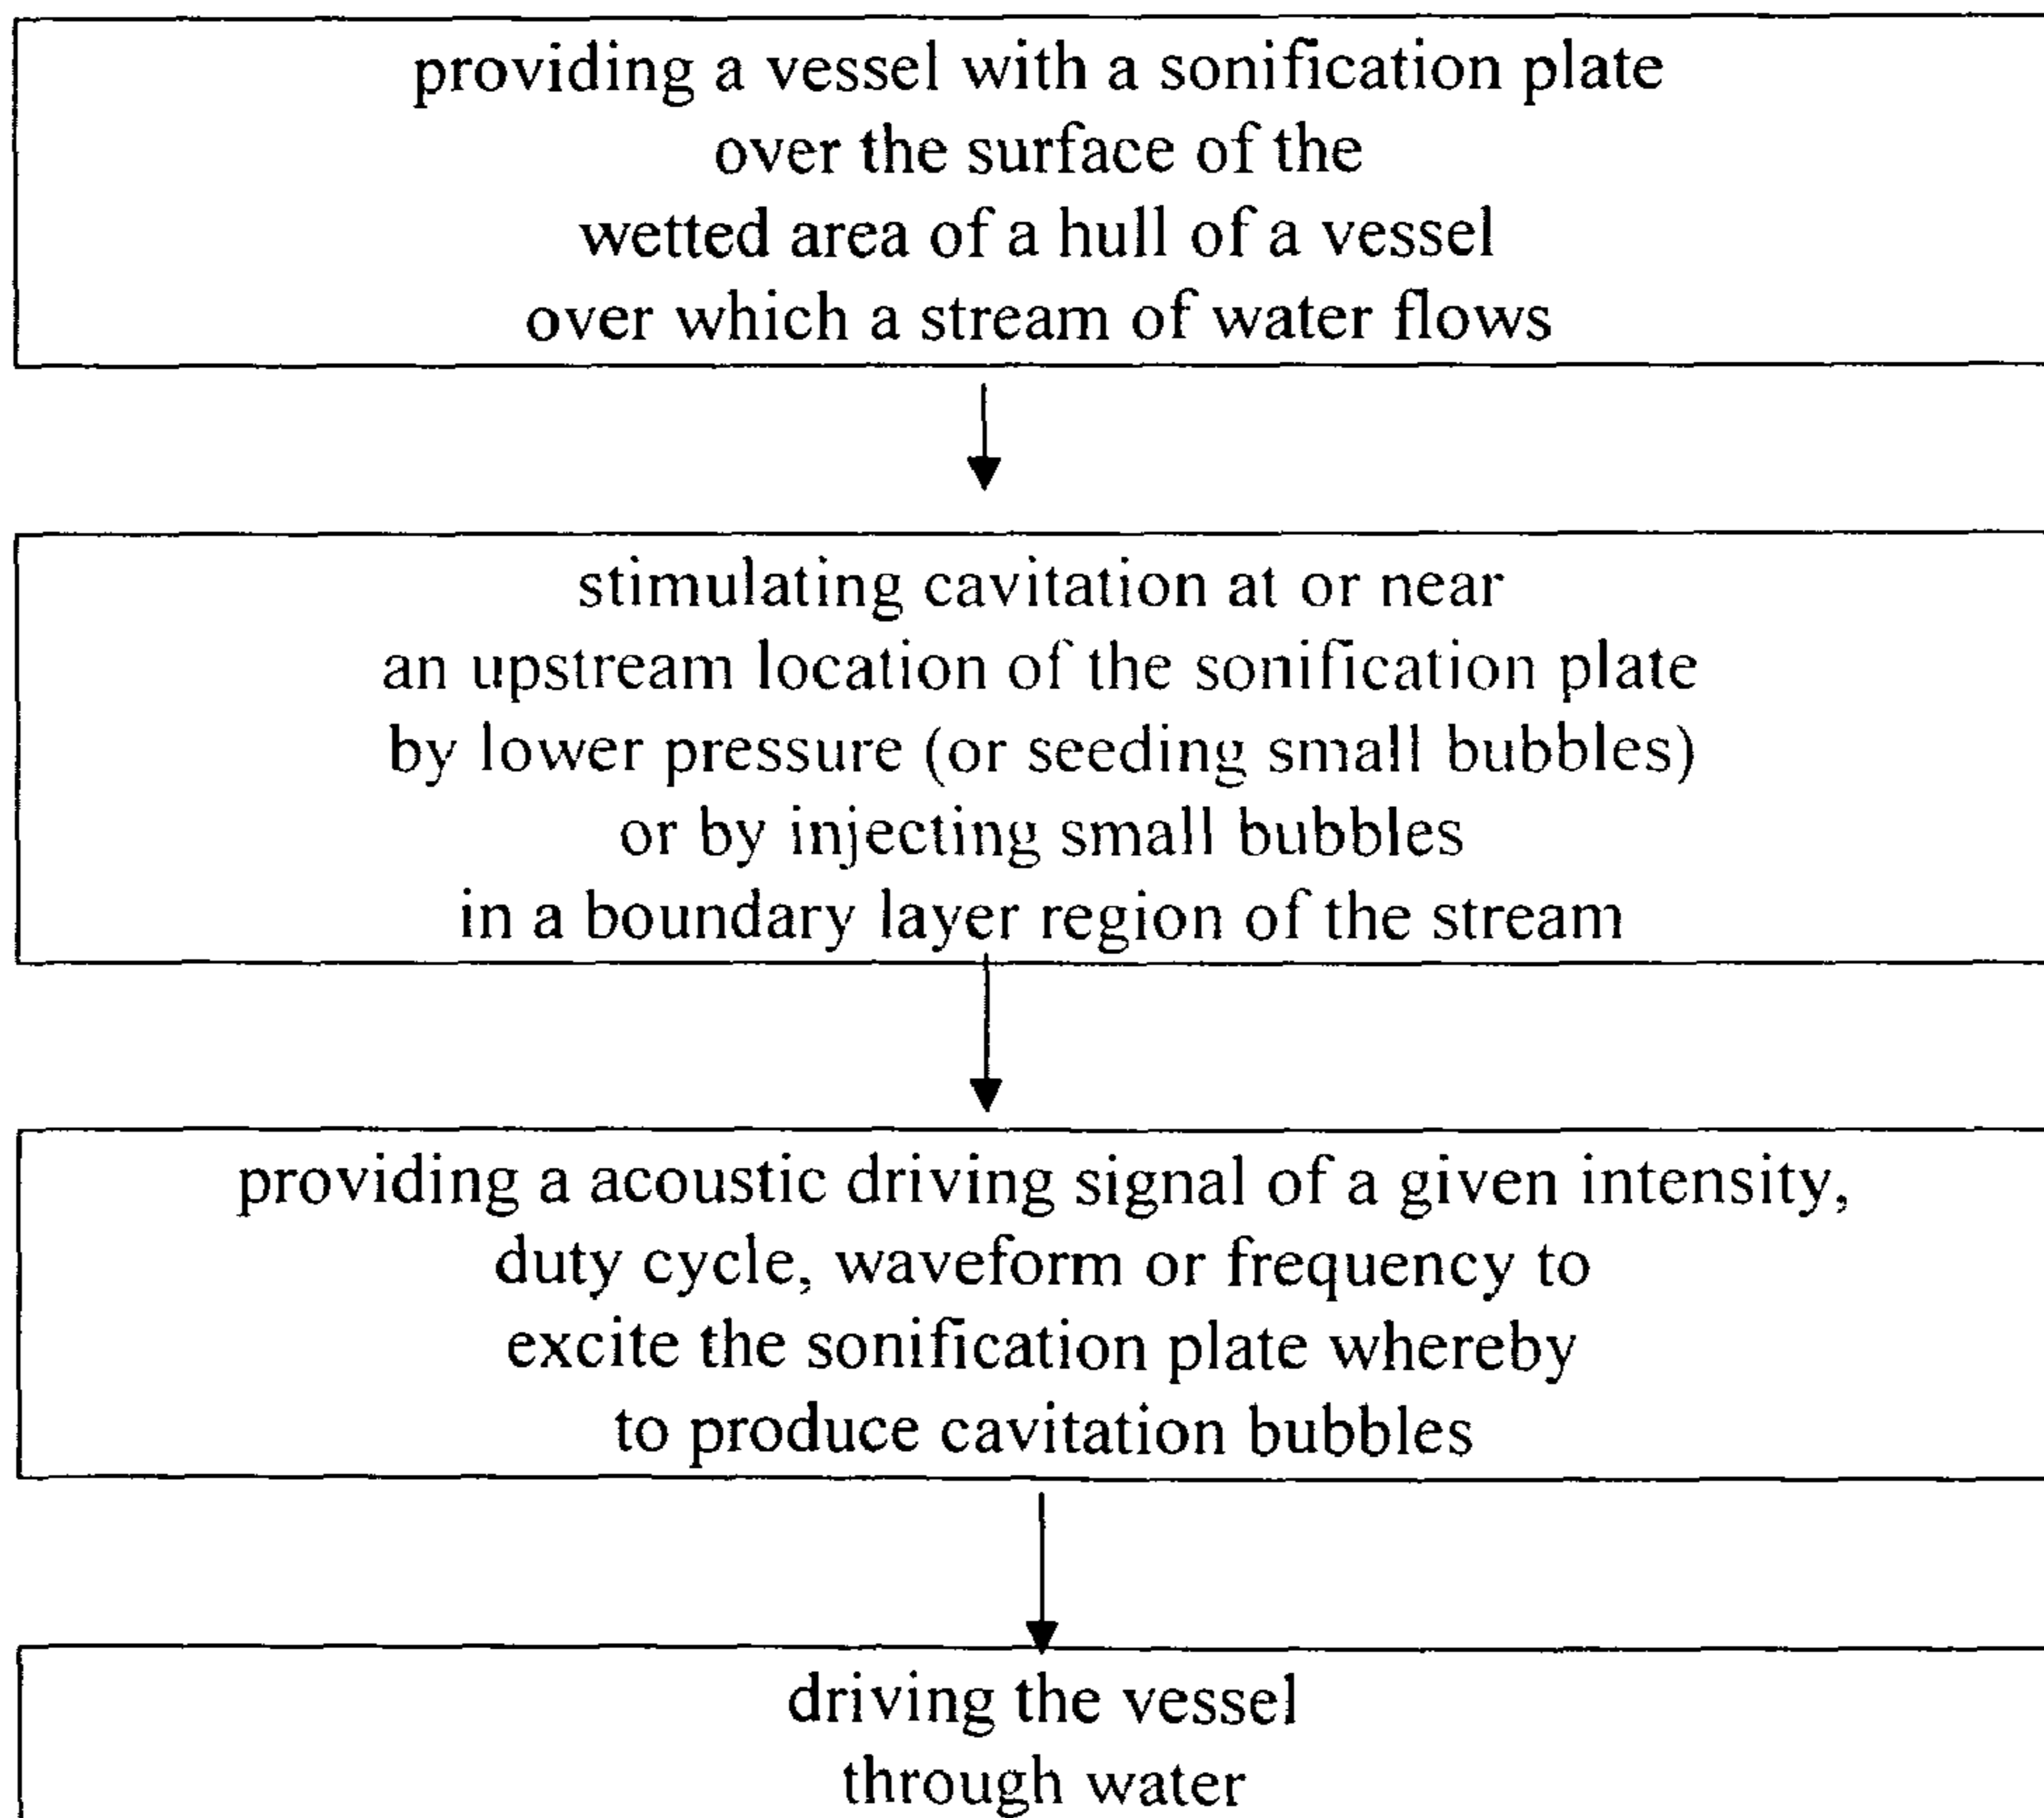 providing a vessel with a sonification plate
over the surface of the
wetted area of a hull of a vessel
over which a stream of water flows
stimulating cavitation at or near
an upstream location of the sonification plate
by lower pressure (or seeding small bubbles)
or by injecting small bubbles
in a boundary layer region of the stream
providing a acoustic driving signal of a given intensity,
duty cycle, waveform or frequency to
excite the sonification plate whereby
to produce cavitation bubbles
driving the vessel
through water